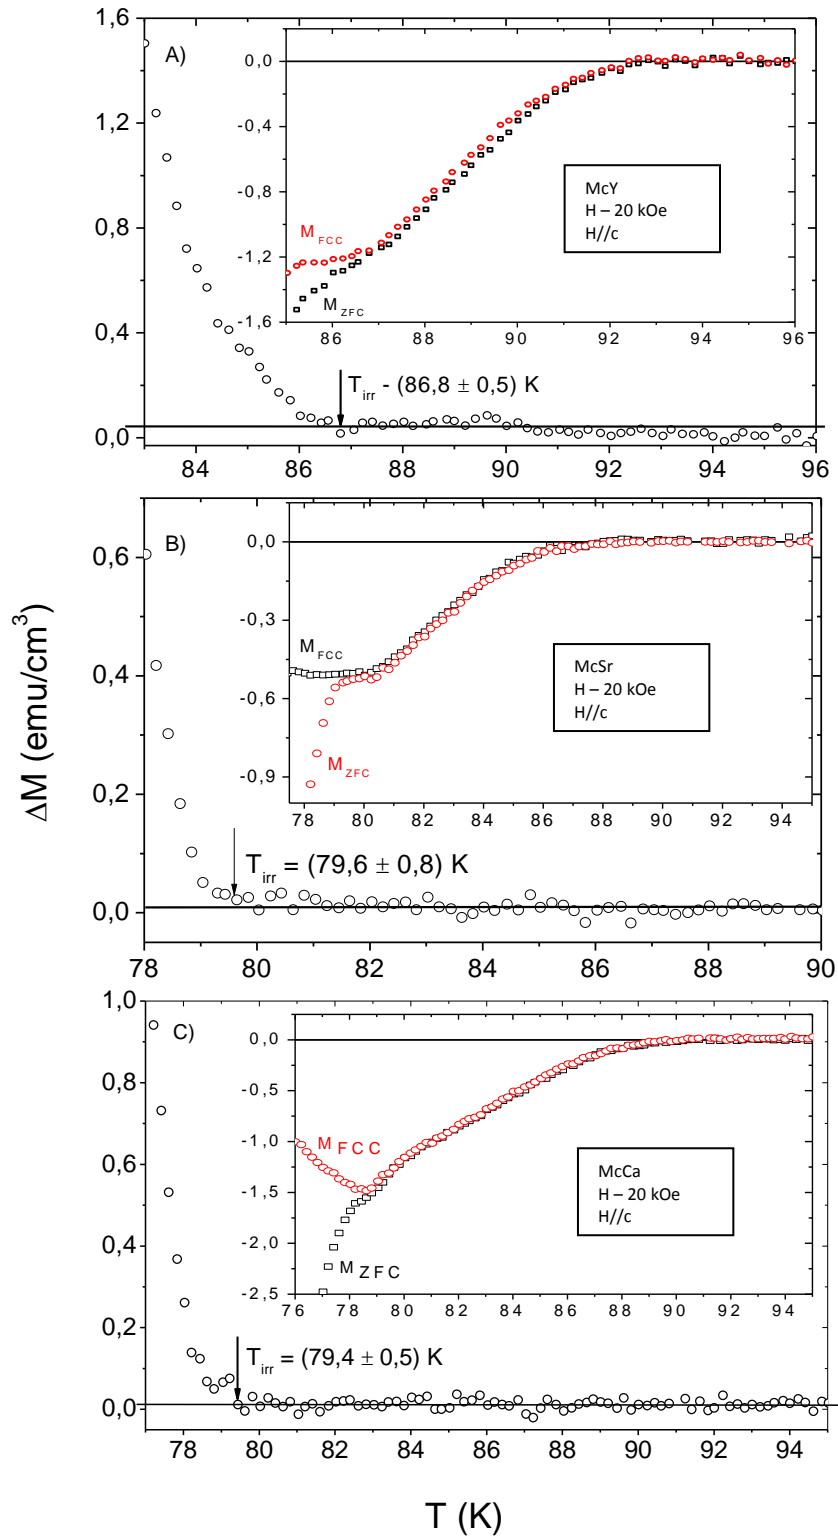 1,6
1,2
0,8
0,4
0,0
A)
0,0
-0,4
-0,8
-1,2
-1,6
McY
H – 20 kOe
H//c
M FCC
M ZFC
86 88 90 92 94 96
T irr - (86,8 ± 0,5) K
84 86 88 90 92 94 96
ΔM (emu/cm³)
0,6
0,4
0,2
0,0
B)
0,0
-0,3
-0,6
-0,9
M FCC
M ZFC
McSr
H – 20 kOe
H//c
78 80 82 84 86 88 90 92 94
T irr = (79,6 ± 0,8) K
78 80 82 84 86 88 90
1,0
0,8
0,6
0,4
0,2
0,0
C)
0,0
-0,5
-1,0
-1,5
-2,0
-2,5
M FCC
M ZFC
McCa
H – 20 kOe
H//c
76 78 80 82 84 86 88 90 92 94
T irr = (79,4 ± 0,5) K
78 80 82 84 86 88 90 92 94
T (K)